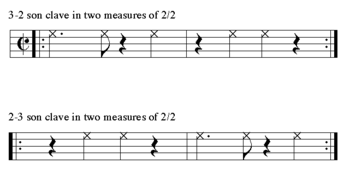 3-2 son clave in two measures of 2/2
2-3 son clave in two measures of 2/2